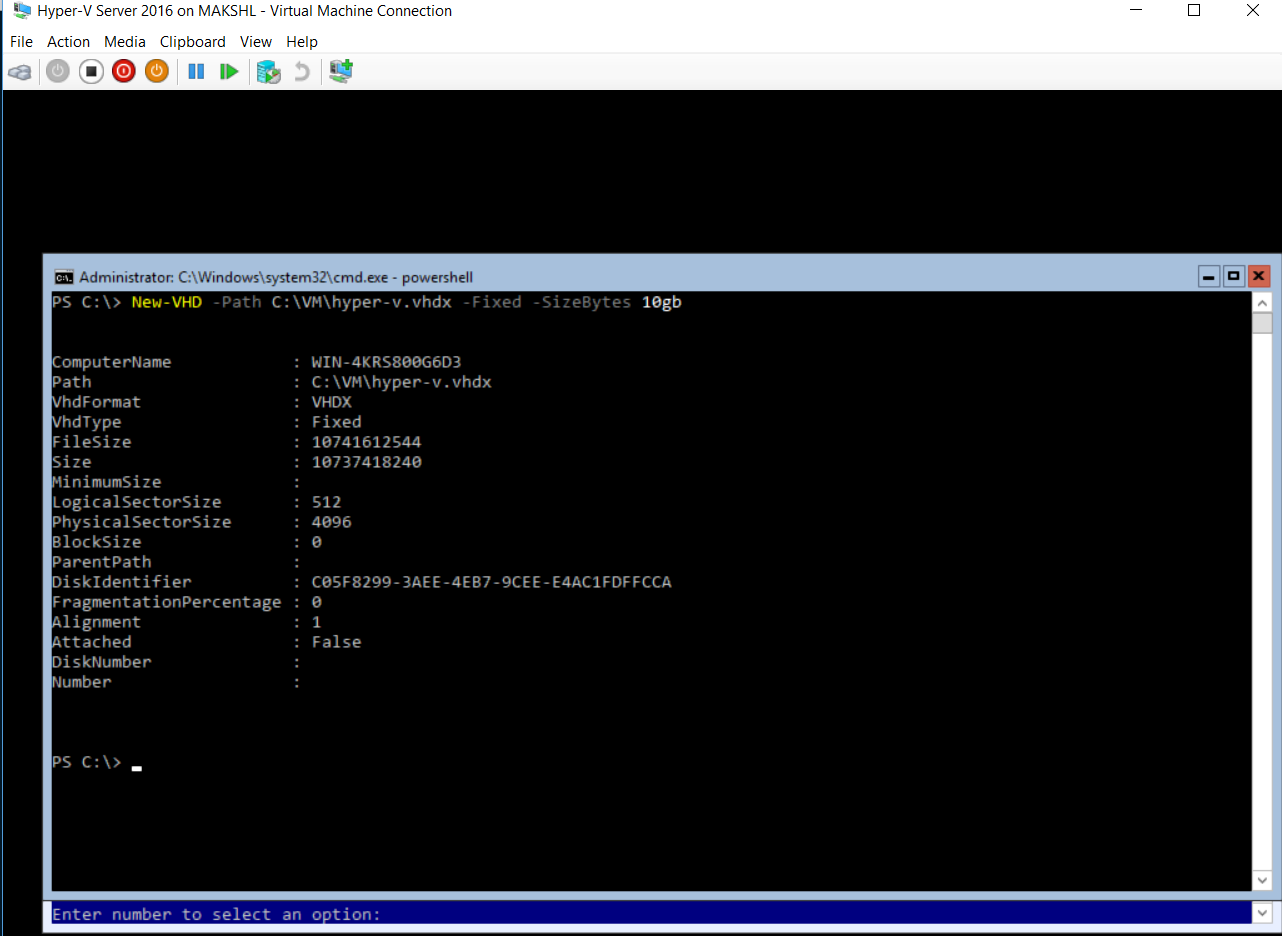 Hyper-V Server 2016 on MAKSHL - Virtual Machine Connection
File Action Media Clipboard View Help
Administrator: C:\Windows\system32\cmd.exe - powershell
PS C:\> New-VHD -Path C:\VM\hyper-v.vhdx -Fixed -SizeBytes 10gb
ComputerName : WIN-4KRS800G6D3
Path : C:\VM\hyper-v.vhdx
VhdFormat : VHDX
VhdType : Fixed
FileSize : 10741612544
Size : 10737418240
MinimumSize :
LogicalSectorSize : 512
PhysicalSectorSize : 4096
BlockSize : 0
ParentPath :
DiskIdentifier : C05F8299-3AEE-4EB7-9CEE-E4AC1FDFFCCA
FragmentationPercentage : 0
Alignment : 1
Attached : False
DiskNumber :
Number :
PS C:\>
Enter number to select an option: